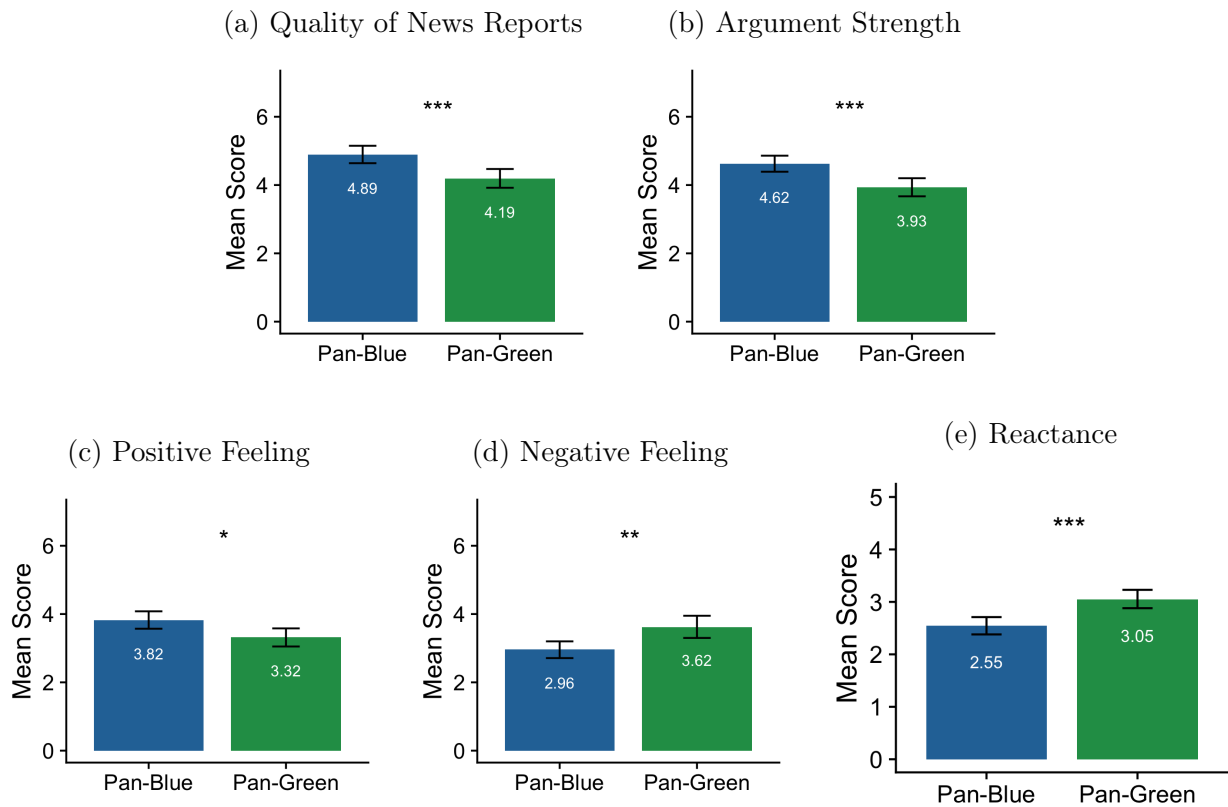 (a) Quality of News Reports
Mean Score
6
4
2
0
***
4.89
4.19
Pan-Blue Pan-Green
(b) Argument Strength
Mean Score
6
4
2
0
***
4.62
3.93
Pan-Blue Pan-Green
(c) Positive Feeling
Mean Score
6
4
2
0
*
3.82
3.32
Pan-Blue Pan-Green
(d) Negative Feeling
Mean Score
6
4
2
0
**
2.96
3.62
Pan-Blue Pan-Green
(e) Reactance
Mean Score
5
4
3
2
1
0
***
2.55
3.05
Pan-Blue Pan-Green